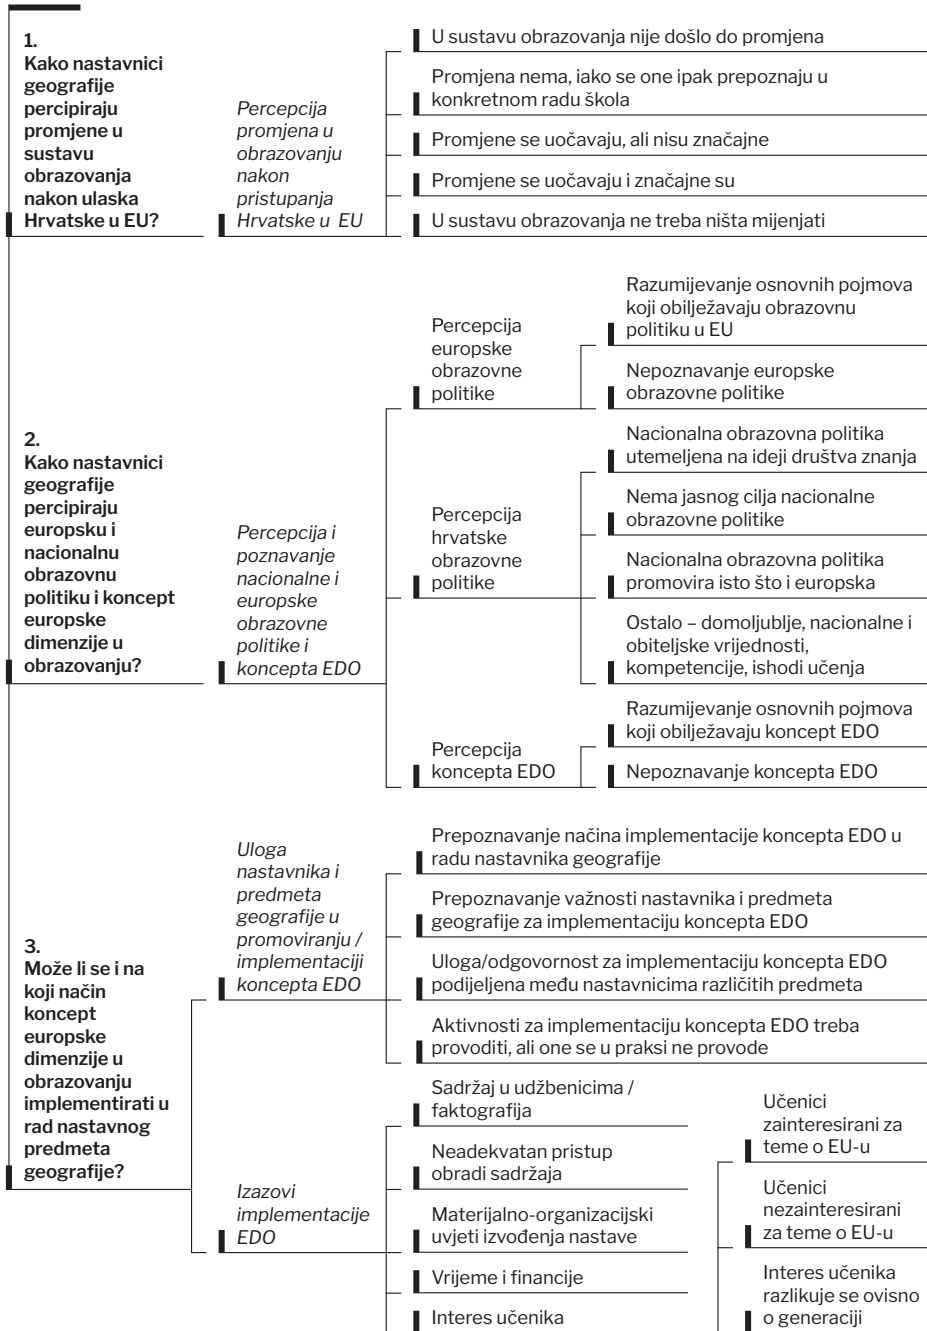 1.
Kako nastavnici
geografije
percipiraju
promjene u
sustavu
obrazovanja
nakon ulaska
Hrvatske u EU?
Percepcija
promjena u
obrazovanju
nakon
pristupanja
Hrvatske u EU
U sustavu obrazovanja nije došlo do promjena
Promjena nema, iako se one ipak prepoznaju u
konkretnom radu škola
Promjene se uočavaju, ali nisu značajne
Promjene se uočavaju i značajne su
U sustavu obrazovanja ne treba ništa mijenjati
2.
Kako nastavnici
geografije
percipiraju
europsku i
nacionalnu
obrazovnu
politiku i koncept
europske
dimenzije u
obrazovanju?
Percepcija i
poznavanje
nacionalne i
europske
obrazovne
politike i
koncepta EDO
Percepcija
europske
obrazovne
politike
Razumijevanje osnovnih pojmova
koji obilježavaju obrazovnu
politiku u EU
Nepoznavanje europske
obrazovne politike
Percepcija
hrvatske
obrazovne
politike
Nacionalna obrazovna politika
utemeljena na ideji društva znanja
Nema jasnog cilja nacionalne
obrazovne politike
Nacionalna obrazovna politika
promovira isto što i europska
Ostalo – domoljublje, nacionalne i
obiteljske vrijednosti,
kompetencije, ishodi učenja
Percepcija
koncepta EDO
Razumijevanje osnovnih pojmova
koji obilježavaju koncept EDO
Nepoznavanje koncepta EDO
3.
Može li se i na
koji način
koncept
europske
dimenzije u
obrazovanju
implementirati u
rad nastavnog
predmeta
geografije?
Uloga
nastavnika i
predmeta
geografije u
promoviranju /
implementaciji
koncepta EDO
Prepoznavanje načina implementacije koncepta EDO u
radu nastavnika geografije
Prepoznavanje važnosti nastavnika i predmeta
geografije za implementaciju koncepta EDO
Uloga/odgovornost za implementaciju koncepta EDO
podijeljena među nastavnicima različitih predmeta
Aktivnosti za implementaciju koncepta EDO treba
provoditi, ali one se u praksi ne provode
Izazovi
implementacije
EDO
Sadržaj u udžbenicima /
faktografija
Neadekvatan pristup
obradi sadržaja
Materijalno-organizacijski
uvjeti izvođenja nastave
Vrijeme i financije
Interes učenika
Učenici
zainteresirani za
teme o EU-u
Učenici
nezainteresirani
za teme o EU-u
Interes učenika
razlikuje se ovisno
o generaciji